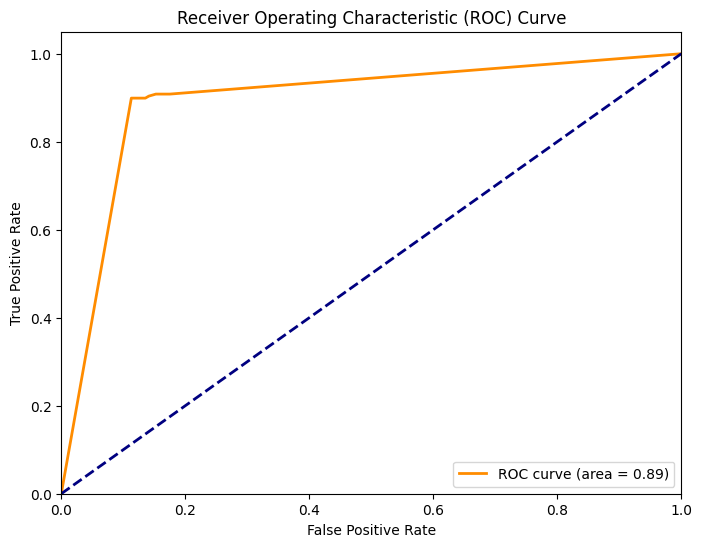 Receiver Operating Characteristic (ROC) Curve
1.0
0.8
0.6
0.4
0.2
0.0
True Positive Rate
ROC curve (area = 0.89)
0.0 0.2 0.4 0.6 0.8 1.0
False Positive Rate